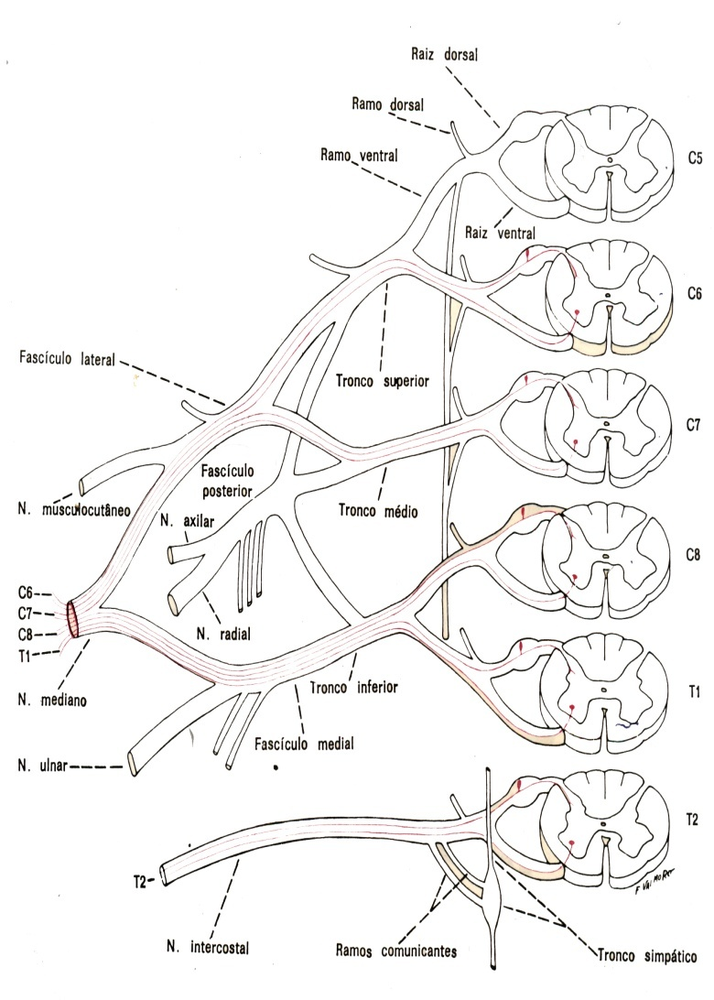 Raiz dorsal
Ramo dorsal
Ramo ventral
C5
Raiz ventral
C6
Fascículo lateral
Tronco superior
C7
Fascículo
posterior
N. musculocutâneo
Tronco médio
N. axilar
C8
C6
C7
C8
T1
N. radial
N. mediano
Tronco inferior
T1
Fascículo medial
N. ulnar
T2
T2
N. intercostal
Ramos comunicantes
Tronco simpático